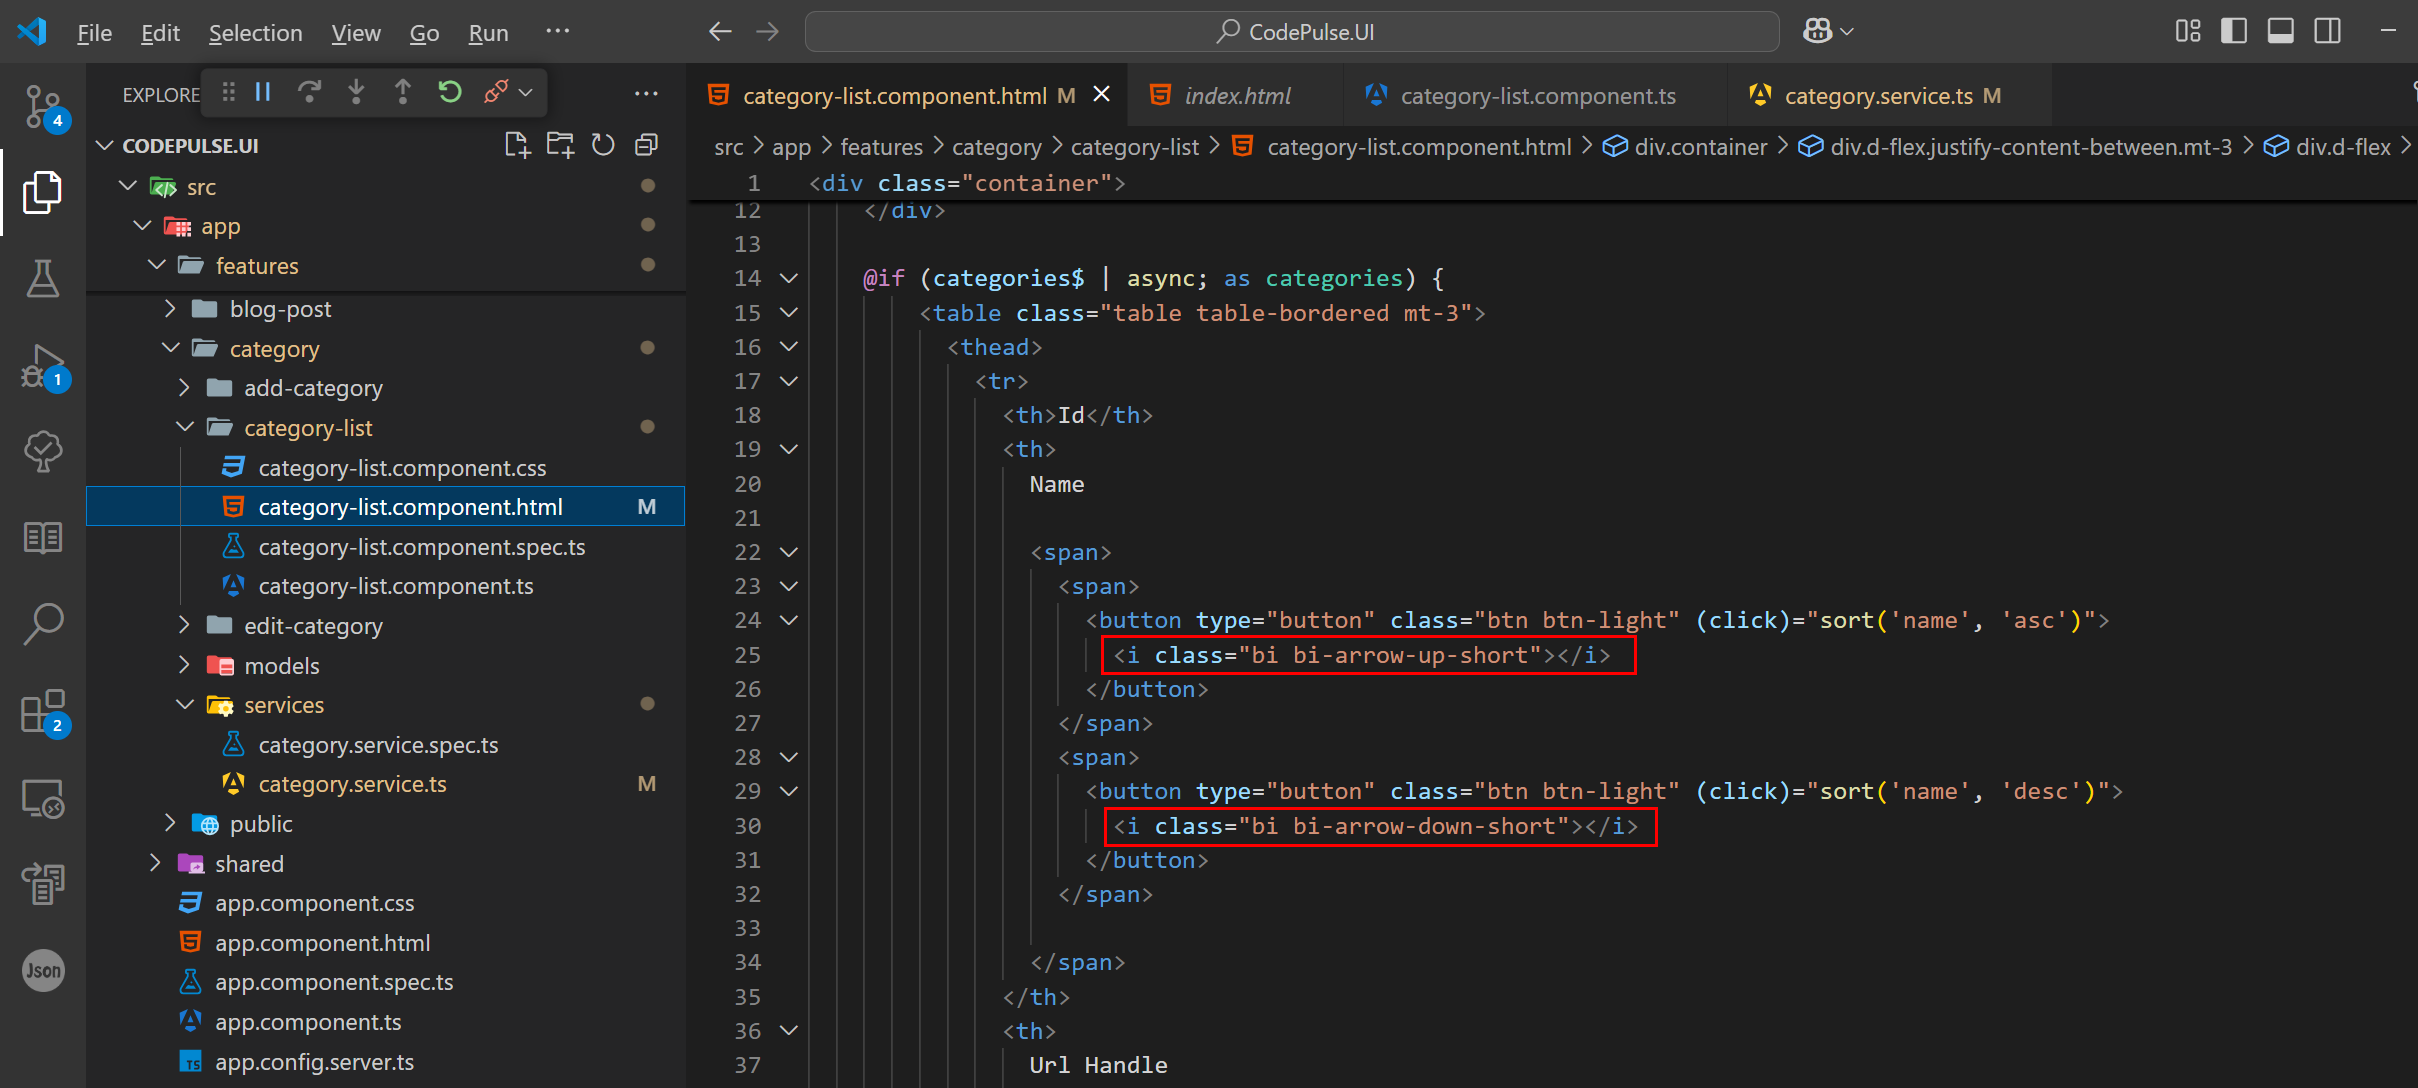 File Edit Selection View Go Run ···
CodePulse.UI
EXPLORE
category-list.component.html M
index.html
category-list.component.ts
category.service.ts M
CODEPULSE.UI
src > app > features > category > category-list > category-list.component.html > div.container > div.d-flex.justify-content-between.mt-3 > div.d-flex >
src
app
features
blog-post
category
add-category
category-list
category-list.component.css
category-list.component.html M
category-list.component.spec.ts
category-list.component.ts
edit-category
models
services
category.service.spec.ts
category.service.ts M
public
shared
app.component.css
app.component.html
app.component.spec.ts
app.component.ts
app.config.server.ts
4
1
2
Json
1 <div class="container">
12 </div>
13
14 @if (categories$ | async; as categories) {
15 <table class="table table-bordered mt-3">
16 <thead>
17 <tr>
18 <th>Id</th>
19 <th>
20 Name
21
22 <span>
23 <span>
24 <button type="button" class="btn btn-light" (click)="sort('name', 'asc')">
25 <i class="bi bi-arrow-up-short"></i>
26 </button>
27 </span>
28 <span>
29 <button type="button" class="btn btn-light" (click)="sort('name', 'desc')">
30 <i class="bi bi-arrow-down-short"></i>
31 </button>
32 </span>
33
34 </span>
35 </th>
36 <th>
37 Url Handle